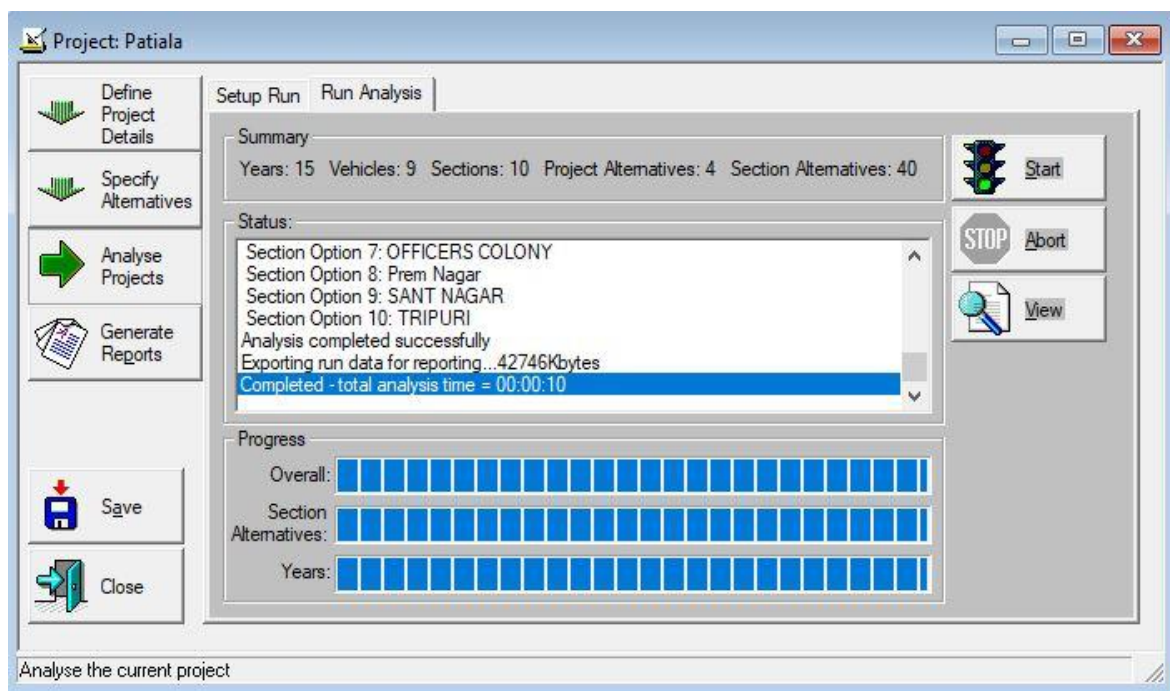 Project: Patiala
Define
Project
Details
Specify
Alternatives
Analyse
Projects
Generate
Reports
Save
Close
Setup Run
Run Analysis
Summary
Years: 15 Vehicles: 9 Sections: 10 Project Alternatives: 4 Section Alternatives: 40
Status:
Section Option 7: OFFICERS COLONY
Section Option 8: Prem Nagar
Section Option 9: SANT NAGAR
Section Option 10: TRIPURI
Analysis completed successfully
Exporting run data for reporting...42746Kbytes
Completed - total analysis time = 00:00:10
Progress
Overall:
Section
Alternatives:
Years:
Start
STOP Abort
View
Analyse the current project